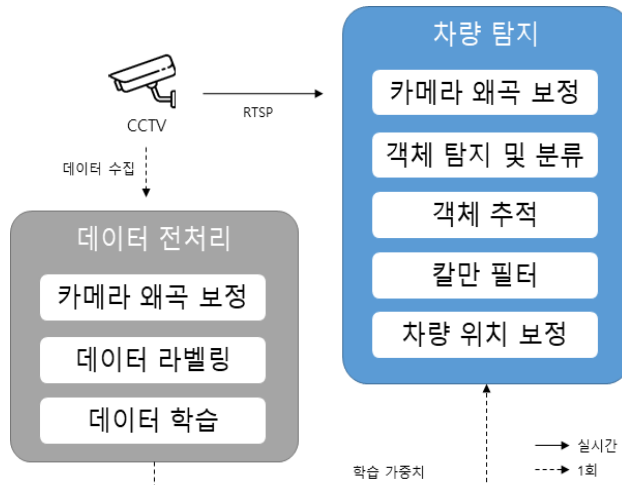 CCTV
RTSP
데이터 수집
데이터 전처리
카메라 왜곡 보정
데이터 라벨링
데이터 학습
차량 탐지
카메라 왜곡 보정
객체 탐지 및 분류
객체 추적
칼만 필터
차량 위치 보정
학습 가중치
실시간
1회